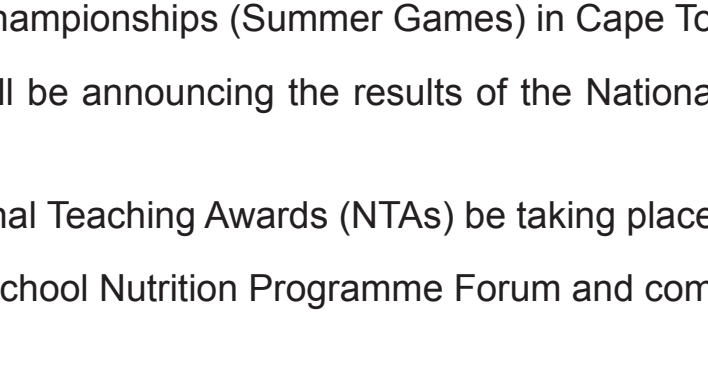 hampionships (Summer Games) in Cape To
ll be announcing the results of the Nationa
nal Teaching Awards (NTAs) be taking place
chool Nutrition Programme Forum and com